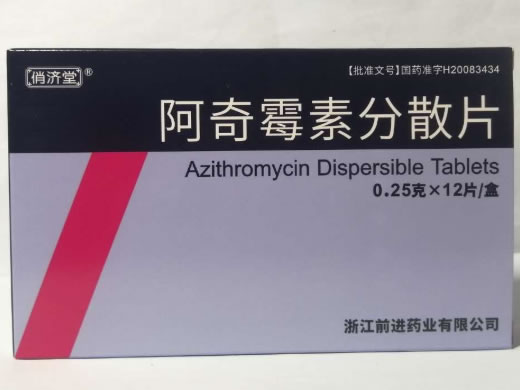 俏济堂®
【批准文号】国药准字H20083434
阿奇霉素分散片
Azithromycin Dispersible Tablets
0.25克×12片/盒
浙江前进药业有限公司